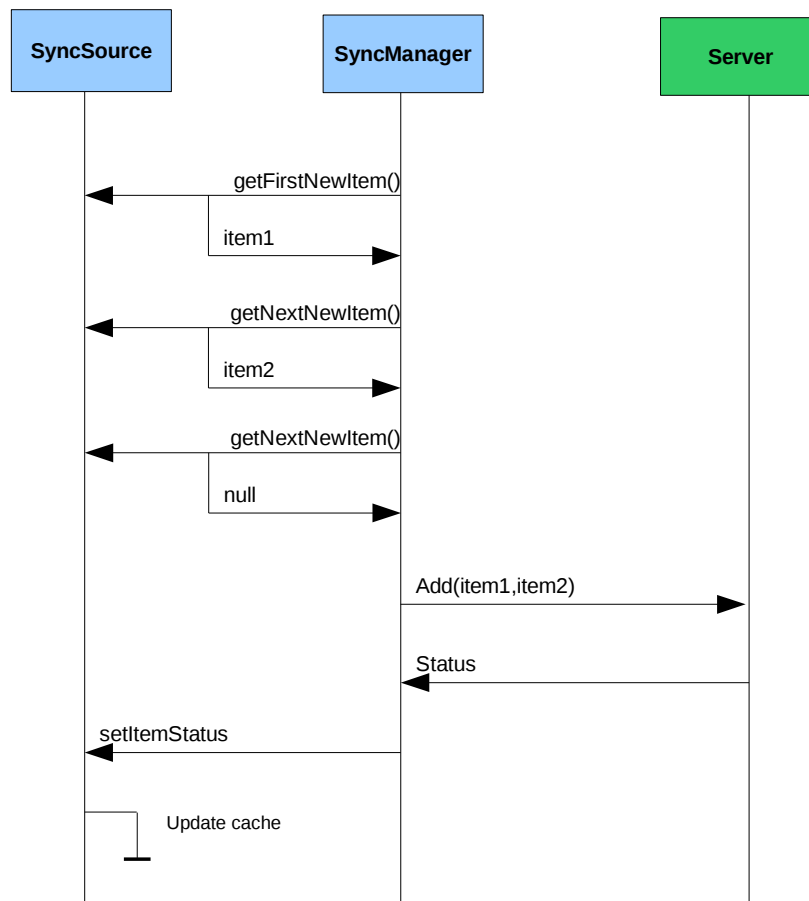 SyncSource
SyncManager
Server
getFirstNewItem()
item1
getNextNewItem()
item2
getNextNewItem()
null
Add(item1,item2)
Status
setItemStatus
Update cache